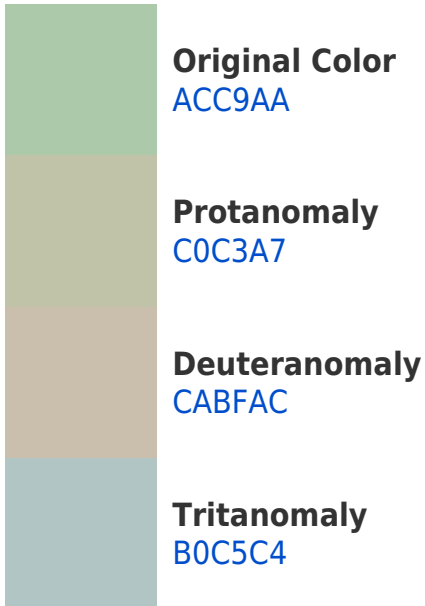 Original Color
ACC9AA
Protanomaly
C0C3A7
Deuteranomaly
CABFAC
Tritanomaly
B0C5C4